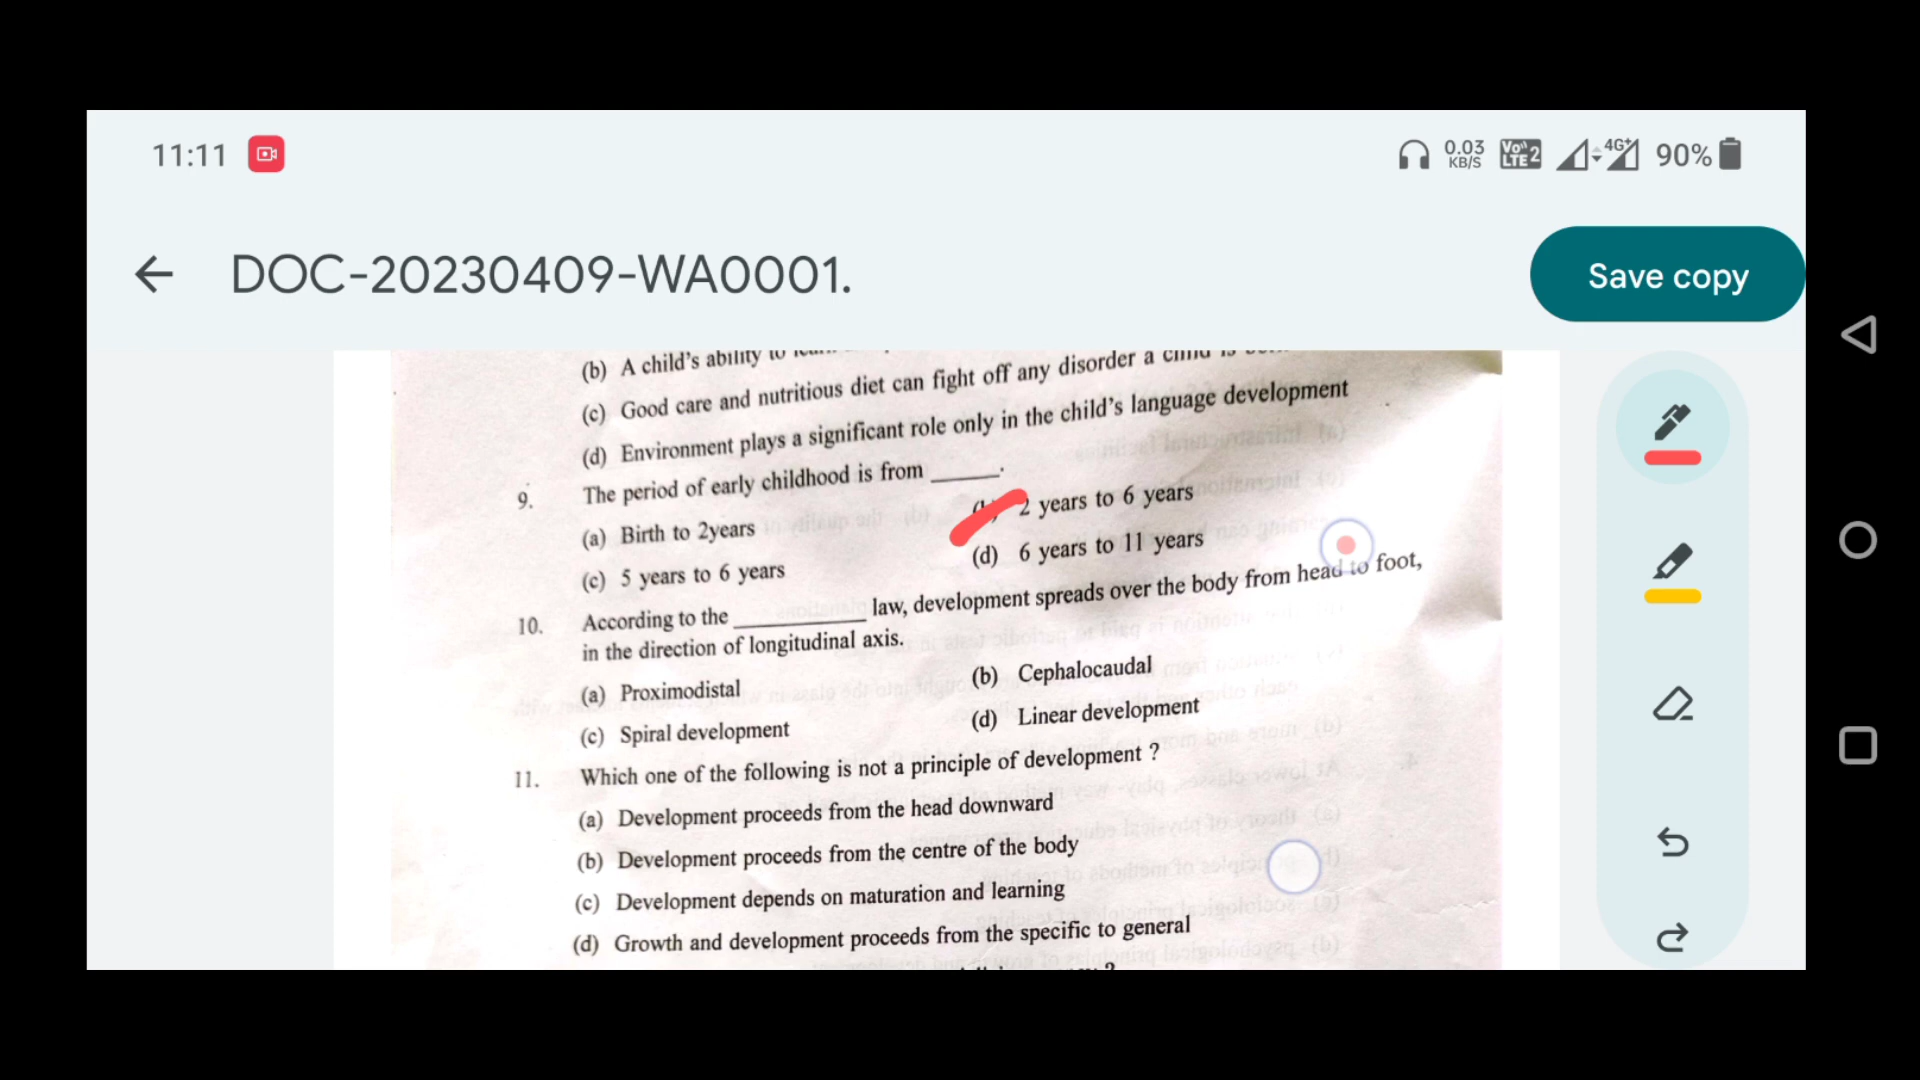 11:11
0.03 KB/S Vo)) LTE 2 4G+ 90%
DOC-20230409-WA0001.
Save copy
(b) A child's ability to
(c) Good care and nutritious diet can fight off any disorder a
(d) Environment plays a significant role only in the child's language development
9. The period of early childhood is from ______.
(a) Birth to 2years 2 years to 6 years
(c) 5 years to 6 years (d) 6 years to 11 years
10. According to the __________ law, development spreads over the body from head to foot,
in the direction of longitudinal axis.
(a) Proximodistal (b) Cephalocaudal
(c) Spiral development (d) Linear development
11. Which one of the following is not a principle of development ?
(a) Development proceeds from the head downward
(b) Development proceeds from the centre of the body
(c) Development depends on maturation and learning
(d) Growth and development proceeds from the specific to general